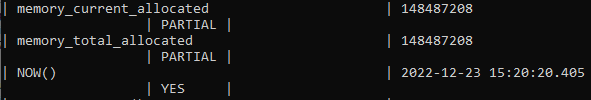 | memory_current_allocated | 148487208
| PARTIAL |
| memory_total_allocated | 148487208
| PARTIAL |
| NOW() | 2022-12-23 15:20:20.405
| YES |